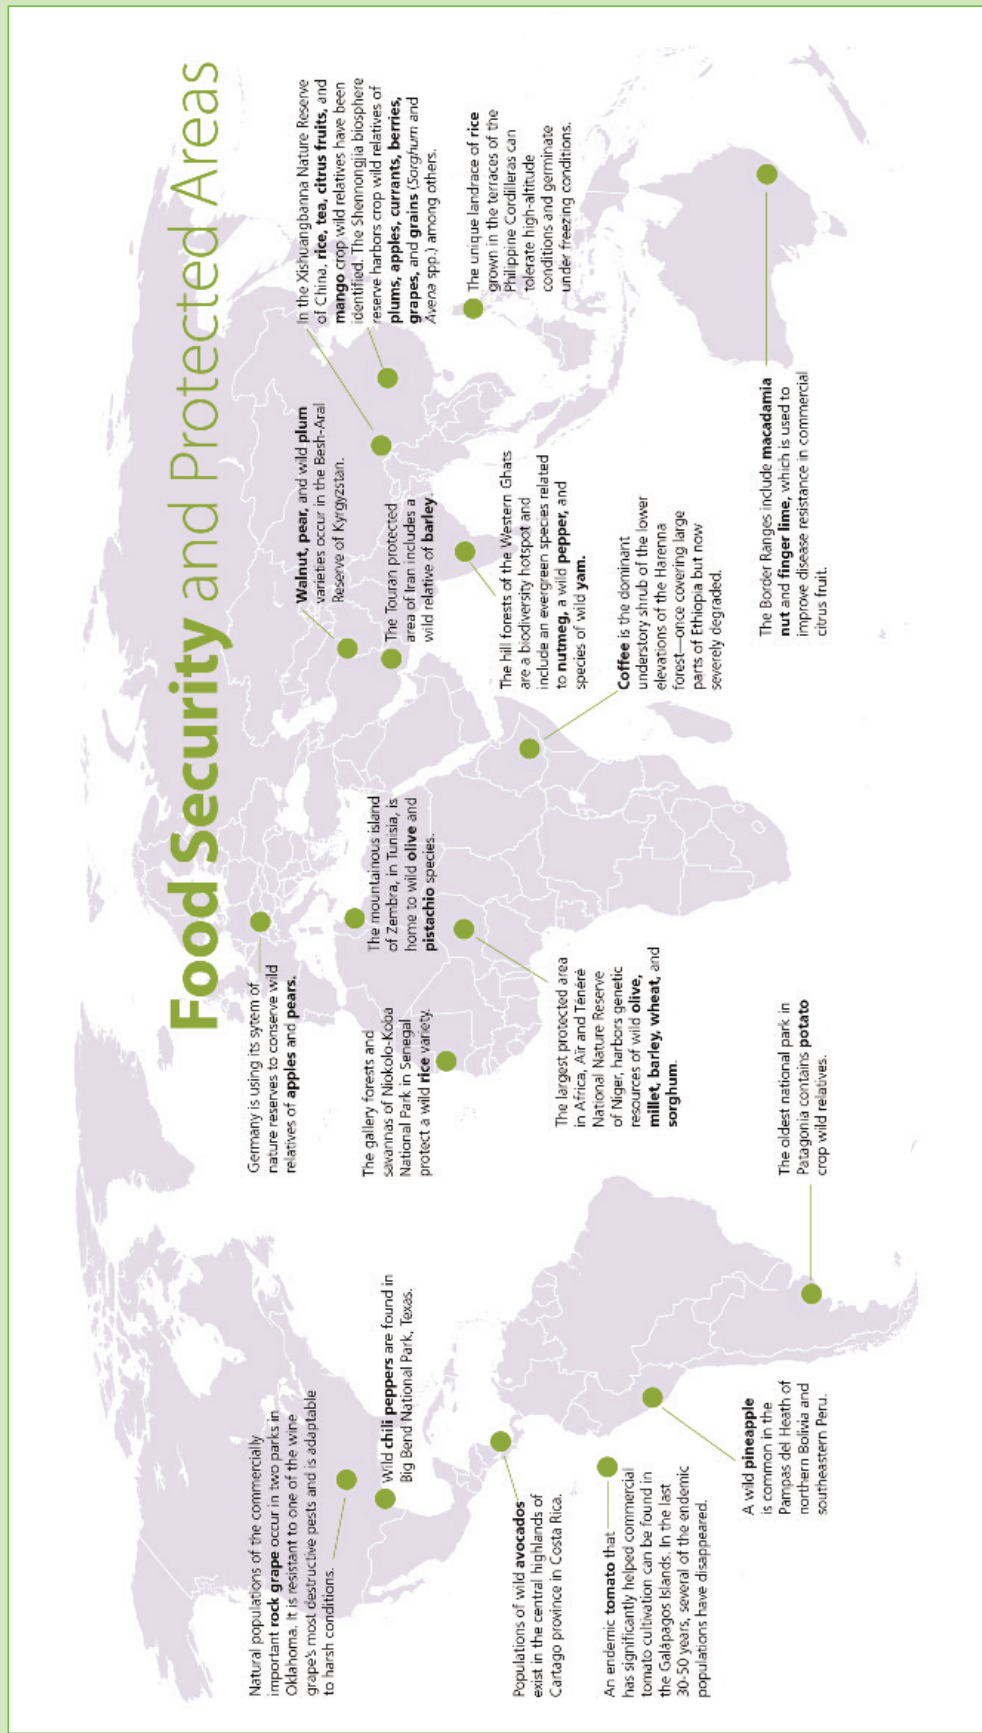 Food Security and Protected Areas
Natural populations of the commercially
important rock grape occur in two parks in
Oklahoma. It is resistant to one of the wine
grape's most destructive pests and is adaptable
to harsh conditions.
Wild chili peppers are found in
Big Bend National Park, Texas.
Populations of wild avocados
exist in the central highlands of
Cartago province in Costa Rica.
An endemic tomato that
has significantly helped commercial
tomato cultivation can be found in
the Galápagos Islands. In the last
30-50 years, several of the endemic
populations have disappeared.
A wild pineapple
is common in the
Pampas del Heath of
northern Bolivia and
southeastern Peru.
The oldest national park in
Patagonia contains potato
crop wild relatives.
Germany is using its sytem of
nature reserves to conserve wild
relatives of apples and pears.
The gallery forests and
savannas of Niokolo-Koba
National Park in Senegal
protect a wild rice variety.
The mountainous island
of Zembra, in Tunisia, is
home to wild olive and
pistachio species.
The largest protected area
in Africa, Aïr and Ténéré
National Nature Reserve
of Niger, harbors genetic
resources of wild olive,
millet, barley, wheat, and
sorghum.
Walnut, pear, and wild plum
varieties occur in the Besh-Aral
Reserve of Kyrgyzstan.
The Touran protected
area of Iran includes a
wild relative of barley.
The hill forests of the Western Ghats
are a biodiversity hotspot and
include an evergreen species related
to nutmeg, a wild pepper, and
species of wild yam.
Coffee is the dominant
understory shrub of the lower
elevations of the Harenna
forest—once covering large
parts of Ethiopia but now
severely degraded.
In the Xishuangbanna Nature Reserve
of China, rice, tea, citrus fruits, and
mango crop wild relatives have been
identified. The Shennongjia biosphere
reserve harbors crop wild relatives of
plums, apples, currants, berries,
grapes, and grains (Sorghum and
Avena spp.) among others.
The unique landrace of rice
grown in the terraces of the
Philippine Cordilleras can
tolerate high-altitude
conditions and germinate
under freezing conditions.
The Border Ranges include macadamia
nut and finger lime, which is used to
improve disease resistance in commercial
citrus fruit.